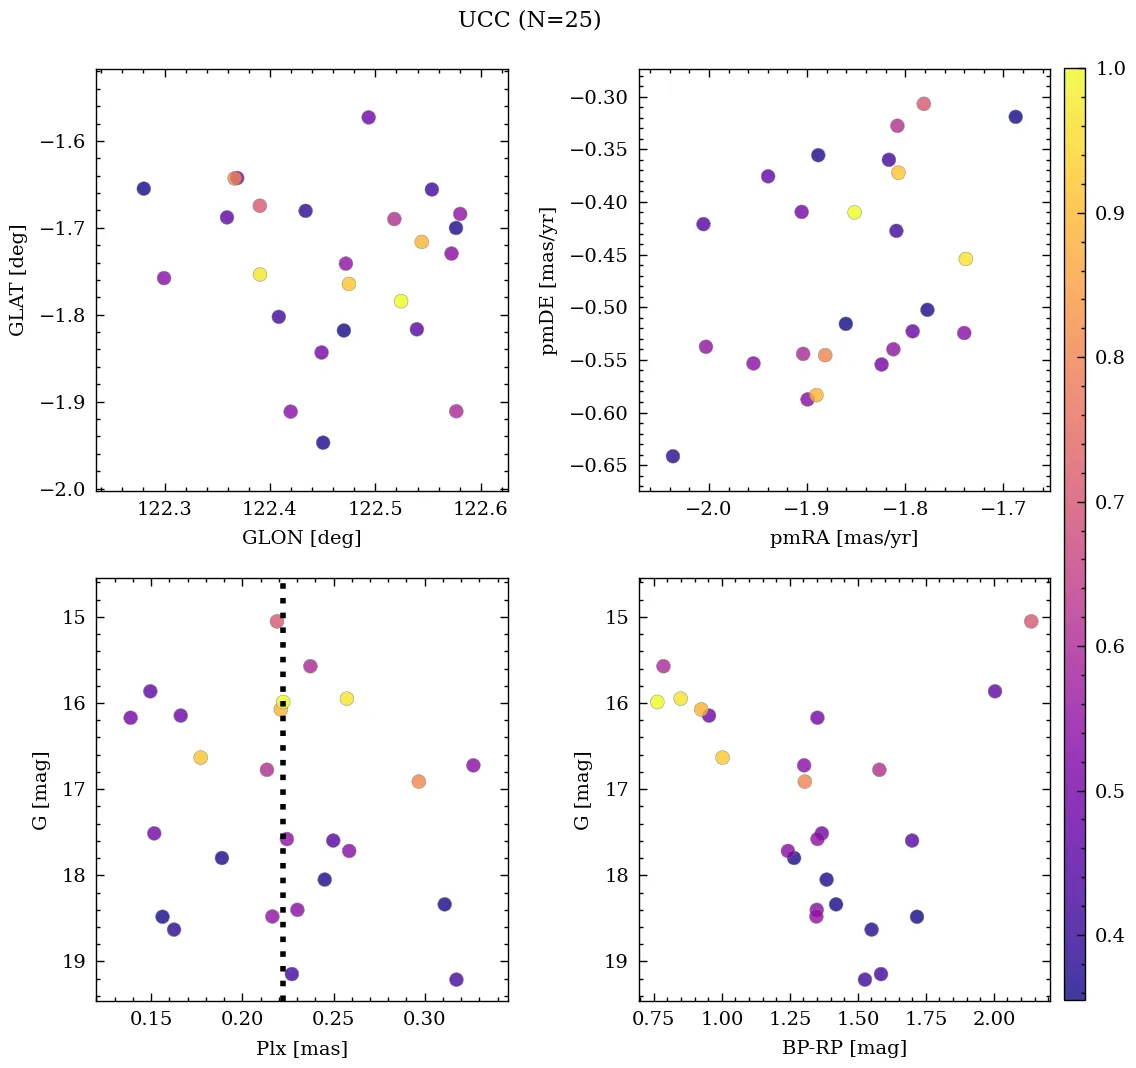 UCC (N=25)
−1.6
−1.7
−1.8
−1.9
−2.0
GLAT [deg]
122.3 122.4 122.5 122.6
GLON [deg]
−0.30
−0.35
−0.40
−0.45
−0.50
−0.55
−0.60
−0.65
pmDE [mas/yr]
−2.0 −1.9 −1.8 −1.7
pmRA [mas/yr]
15
16
17
18
19
G [mag]
0.15 0.20 0.25 0.30
Plx [mas]
15
16
17
18
19
G [mag]
0.75 1.00 1.25 1.50 1.75 2.00
BP-RP [mag]
1.0
0.9
0.8
0.7
0.6
0.5
0.4